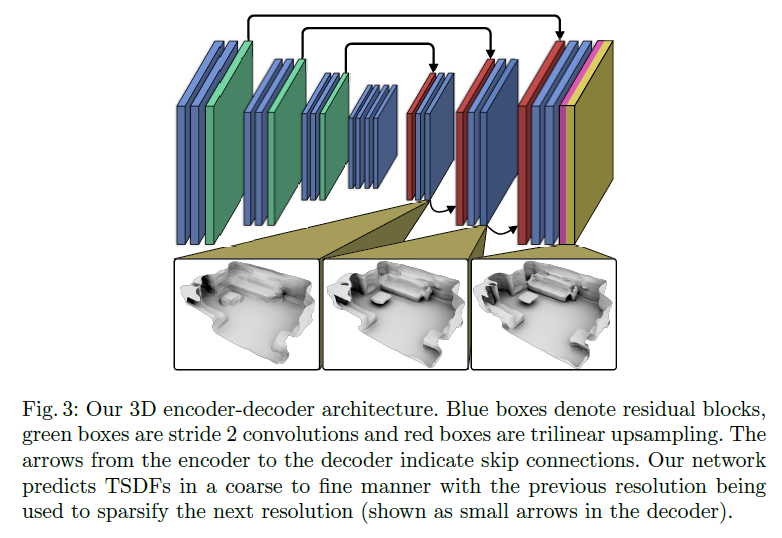 Fig. 3: Our 3D encoder-decoder architecture. Blue boxes denote residual blocks,
green boxes are stride 2 convolutions and red boxes are trilinear upsampling. The
arrows from the encoder to the decoder indicate skip connections. Our network
predicts TSDFs in a coarse to fine manner with the previous resolution being
used to sparsify the next resolution (shown as small arrows in the decoder).